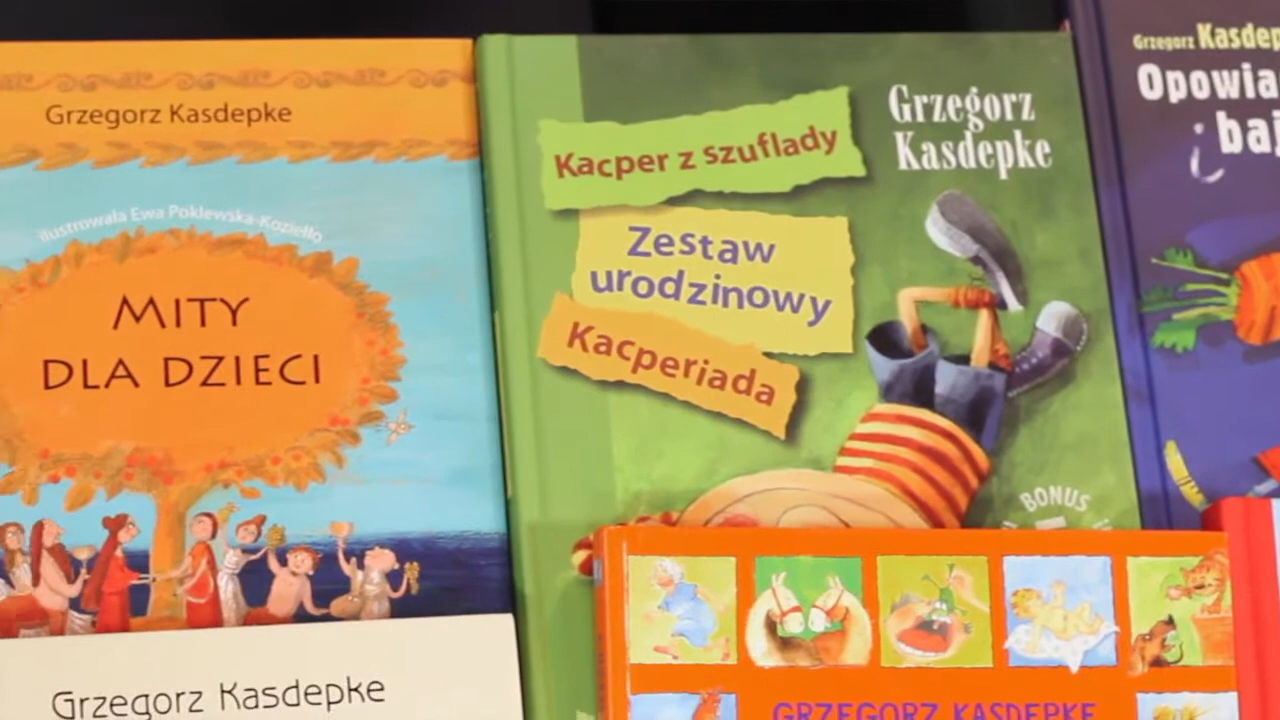 Grzegorz Kasdepke
ilustrowała Ewa Poklewska-Koziełło
MITY
DLA DZIECI
Grzegorz Kasdepke
Grzegorz
Kasdepke
Kacper z szuflady
Zestaw
urodzinowy
Kacperiada
BONUS
GRZEGORZ KASDEPKE
Grzegorz Kasdep
Opowia
baj